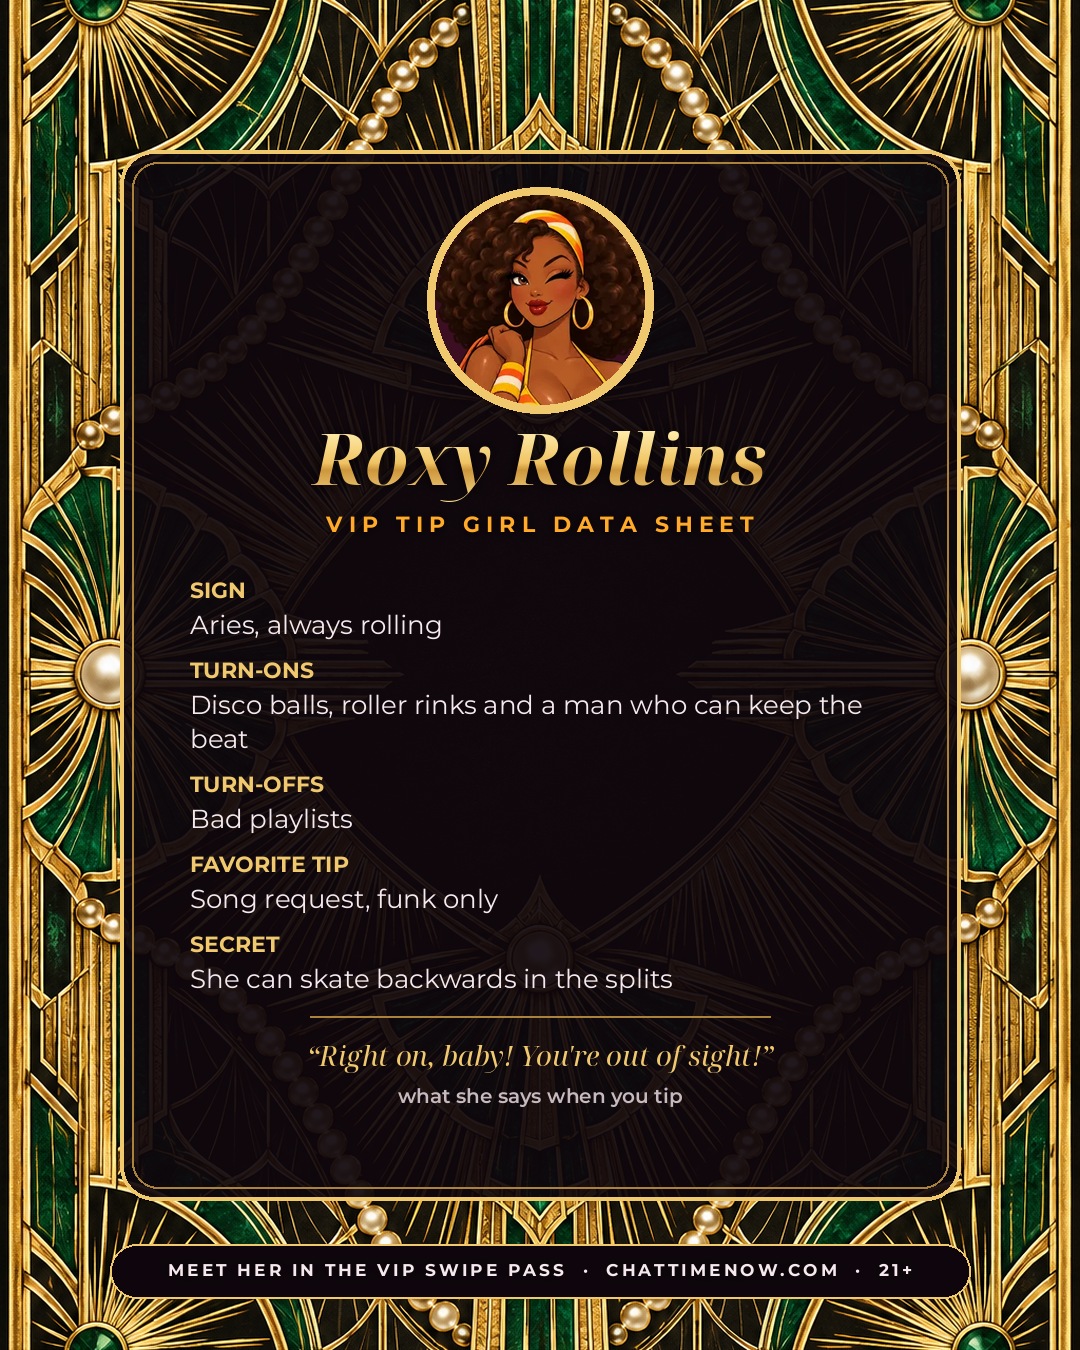 Roxy Rollins
VIP TIP GIRL DATA SHEET
SIGN
Aries, always rolling
TURN-ONS
Disco balls, roller rinks and a man who can keep the
beat
TURN-OFFS
Bad playlists
FAVORITE TIP
Song request, funk only
SECRET
She can skate backwards in the splits
“Right on, baby! You're out of sight!”
what she says when you tip
MEET HER IN THE VIP SWIPE PASS · CHATTIMENOW.COM · 21+